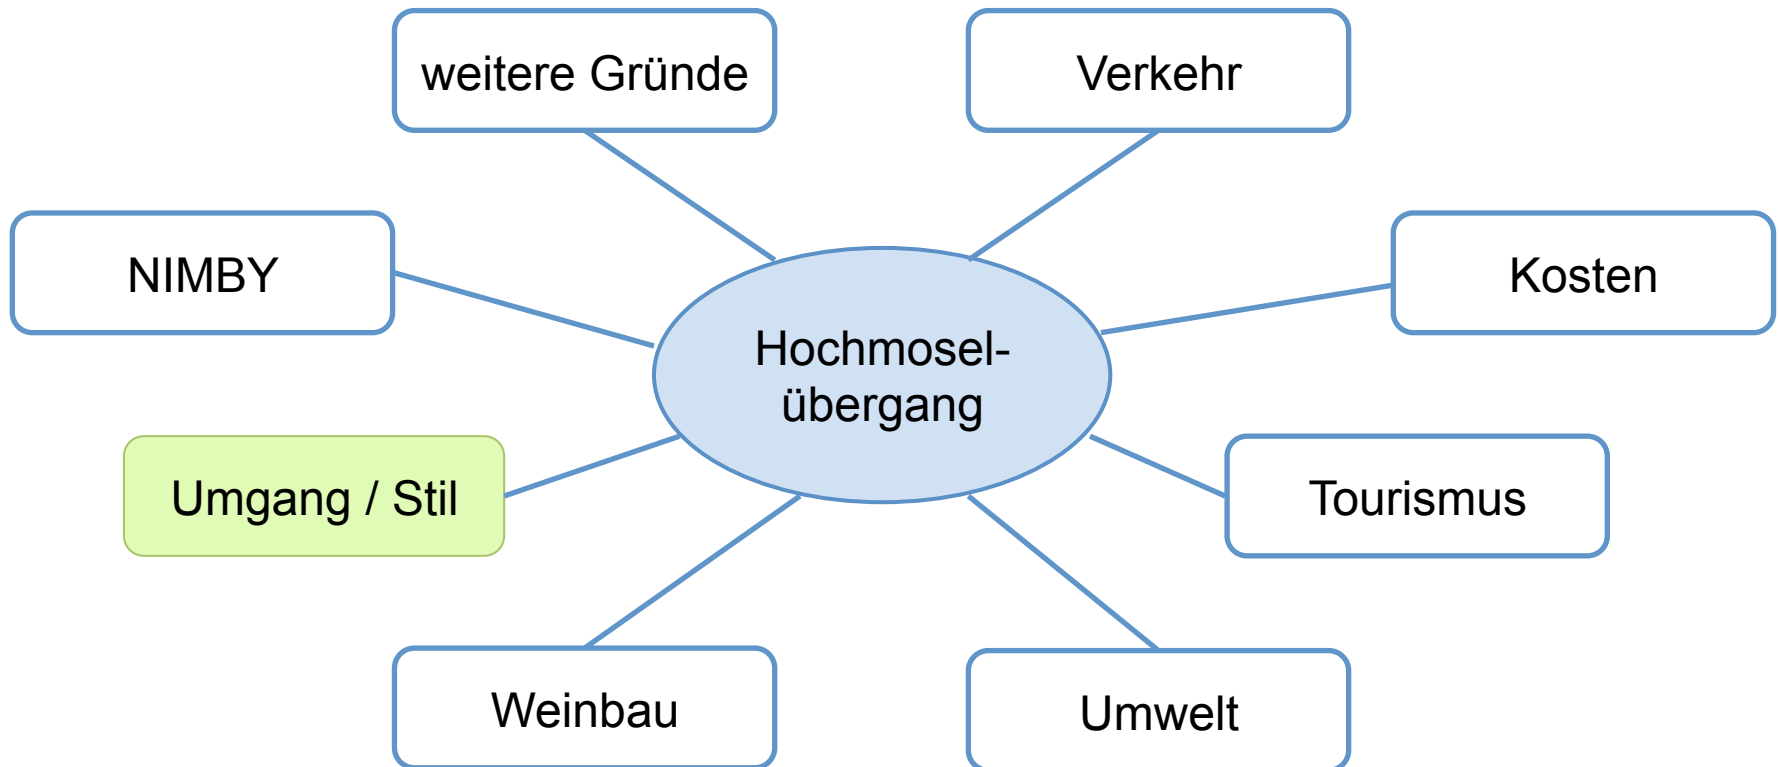 weitere Gründe
Verkehr
NIMBY
Kosten
Hochmosel-
übergang
Umgang / Stil
Tourismus
Weinbau
Umwelt